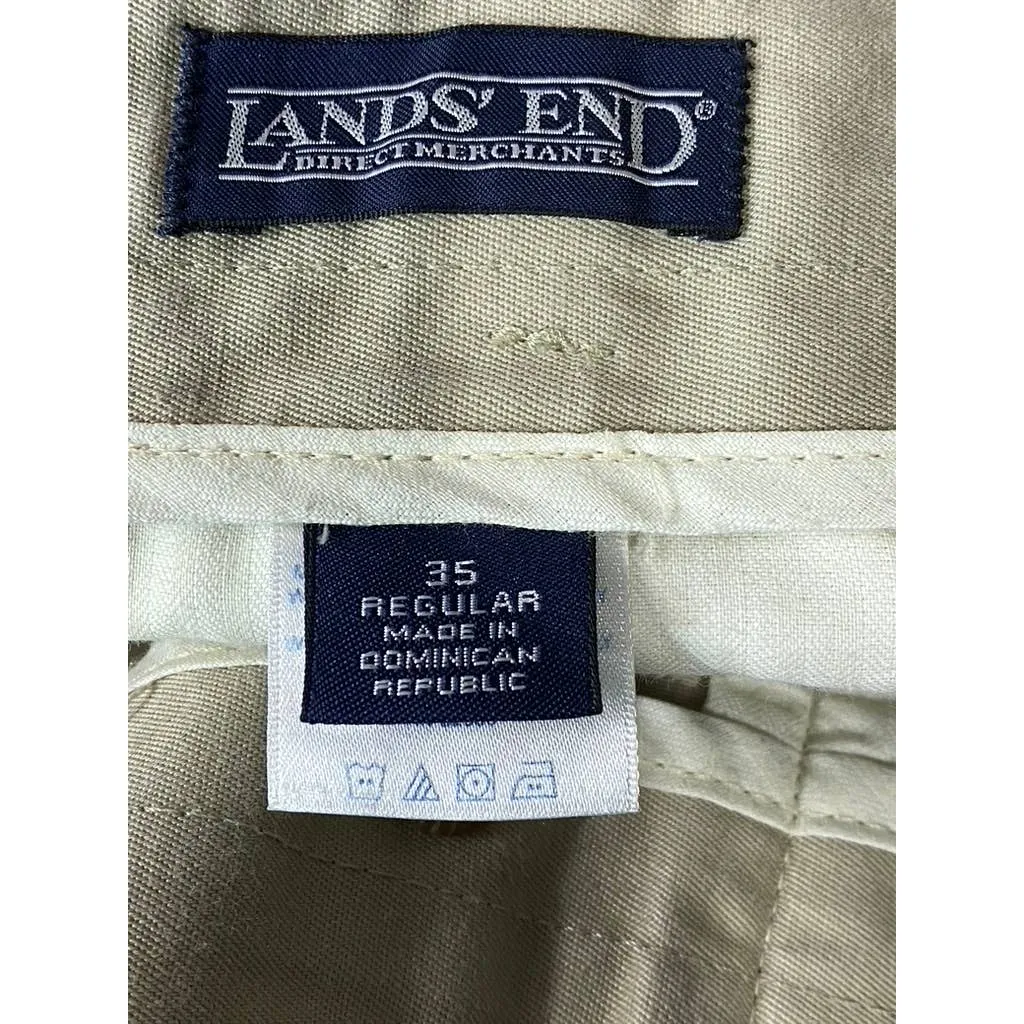 LANDS' END®
DIRECT MERCHANTS
35
REGULAR
MADE IN
DOMINICAN
REPUBLIC